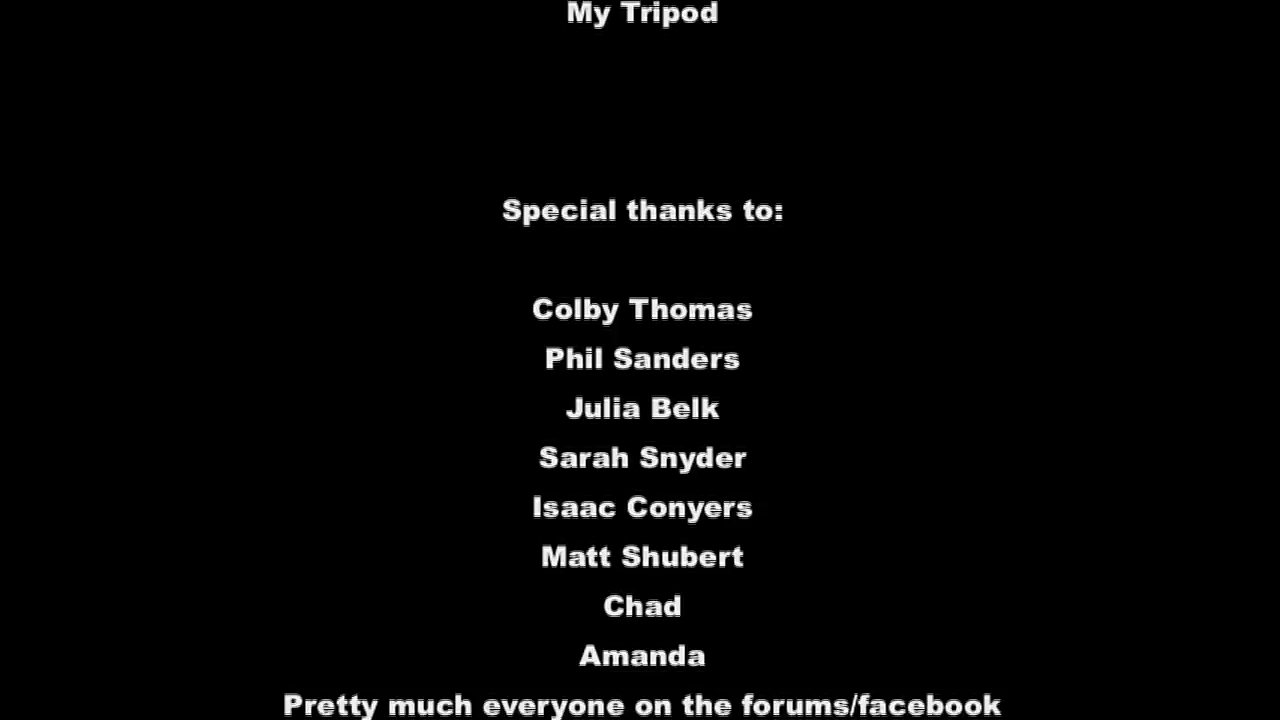 My Tripod
Special thanks to:
Colby Thomas
Phil Sanders
Julia Belk
Sarah Snyder
Isaac Conyers
Matt Shubert
Chad
Amanda
Pretty much everyone on the forums/facebook